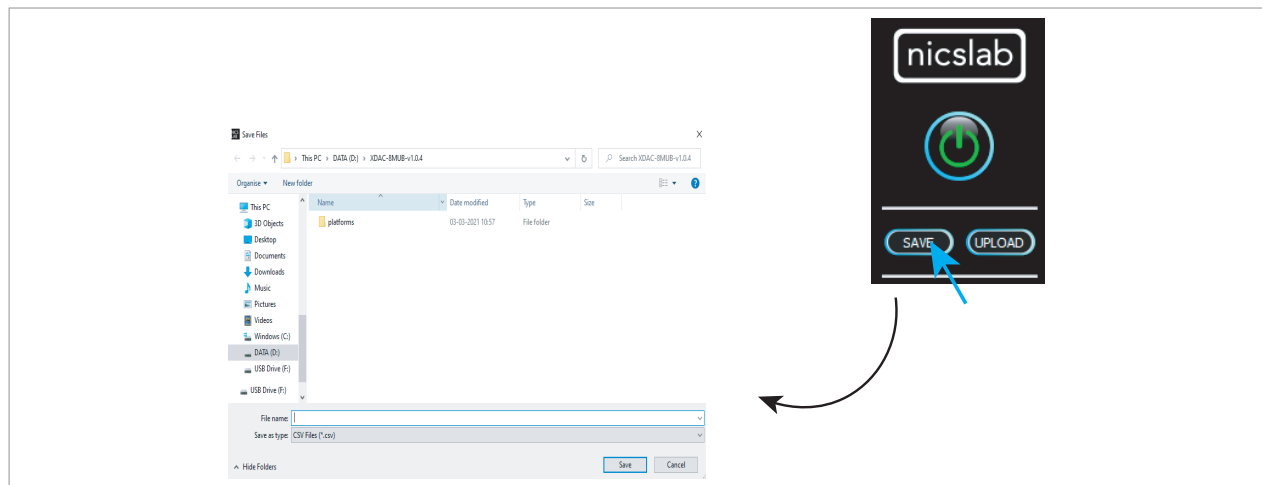 nicslab
SAVE UPLOAD
Save Files X
This PC > DATA (D:) > XDAC-8MUB-v1.0.4 Search XDAC-8MUB-v1.0.4
Organise New folder ?
Name Date modified Type Size
platforms 03-03-2021 10:57 File folder
This PC
3D Objects
Desktop
Documents
Downloads
Music
Pictures
Videos
Windows (C:)
DATA (D:)
USB Drive (F:)
USB Drive (F:)
File name:
Save as type: CSV Files (*.csv)
Hide Folders Save Cancel